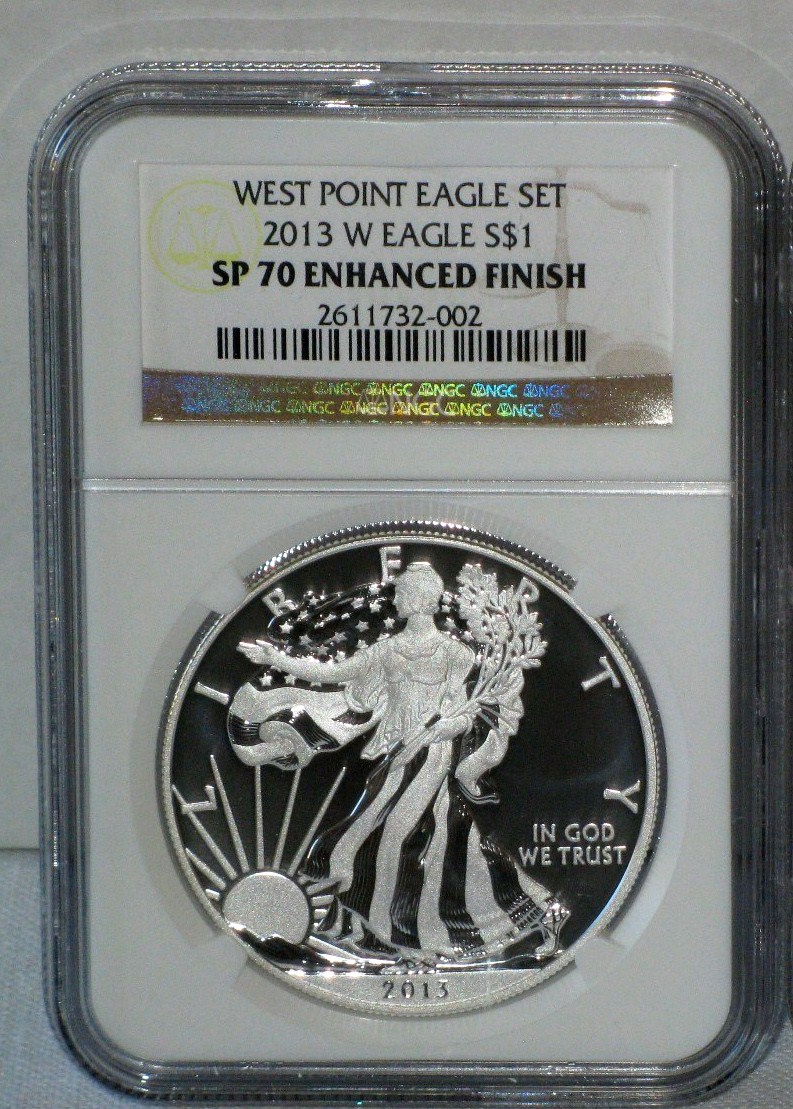 WEST POINT EAGLE SET
2013 W EAGLE S$1
SP 70 ENHANCED FINISH
2611732-002
NGC NGC NGC NGC NGC NGC
NGC NGC NGC NGC NGC NGC NGC
LIBERTY
IN GOD
WE TRUST
2013